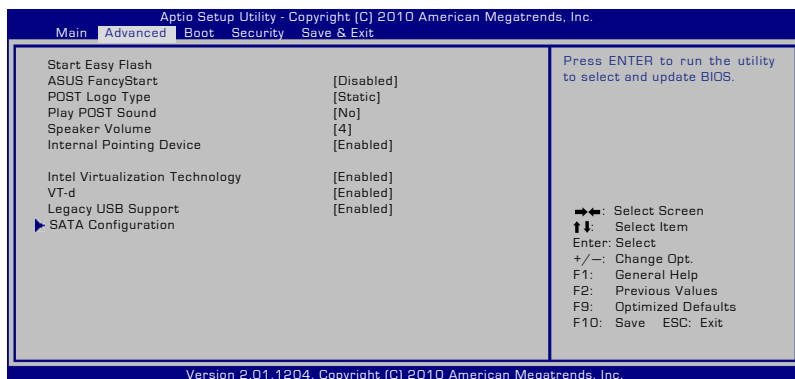 Aptio Setup Utility - Copyright (C) 2010 American Megatrends, Inc.
Main Advanced Boot Security Save & Exit
Start Easy Flash
ASUS FancyStart [Disabled]
POST Logo Type [Static]
Play POST Sound [No]
Speaker Volume [4]
Internal Pointing Device [Enabled]
Intel Virtualization Technology [Enabled]
VT-d [Enabled]
Legacy USB Support [Enabled]
SATA Configuration
Press ENTER to run the utility
to select and update BIOS.
→←: Select Screen
↑↓: Select Item
Enter: Select
+/—: Change Opt.
F1: General Help
F2: Previous Values
F9: Optimized Defaults
F10: Save ESC: Exit
Version 2.01.1204. Copyright (C) 2010 American Megatrends, Inc.